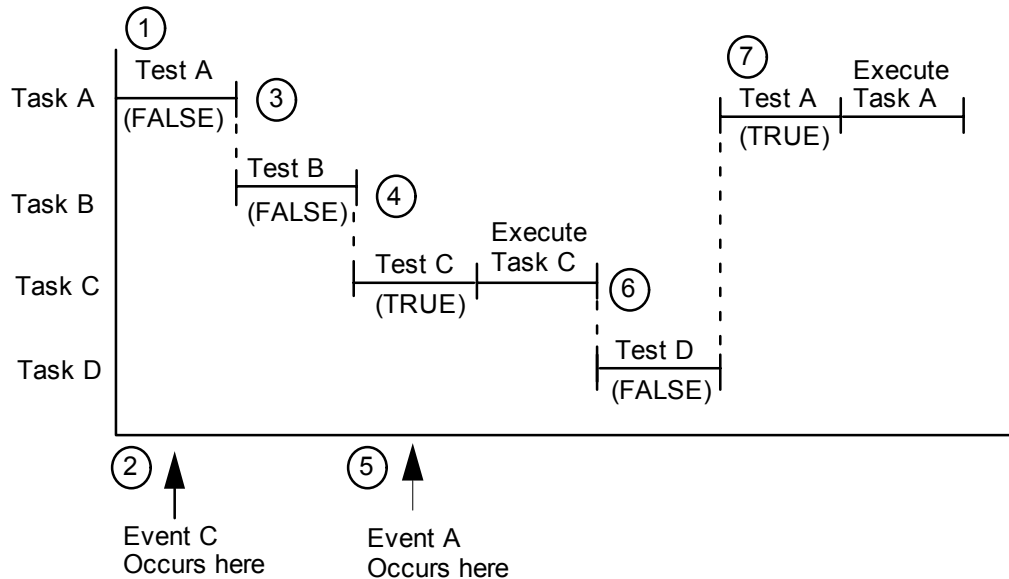 1
Test A
Task A
(FALSE)
3
Test B
Task B
(FALSE)
4
Execute
Test C
Task C
Task C
(TRUE)
6
Test D
Task D
(FALSE)
7
Execute
Test A
Task A
(TRUE)
2
Event C
Occurs here
5
Event A
Occurs here